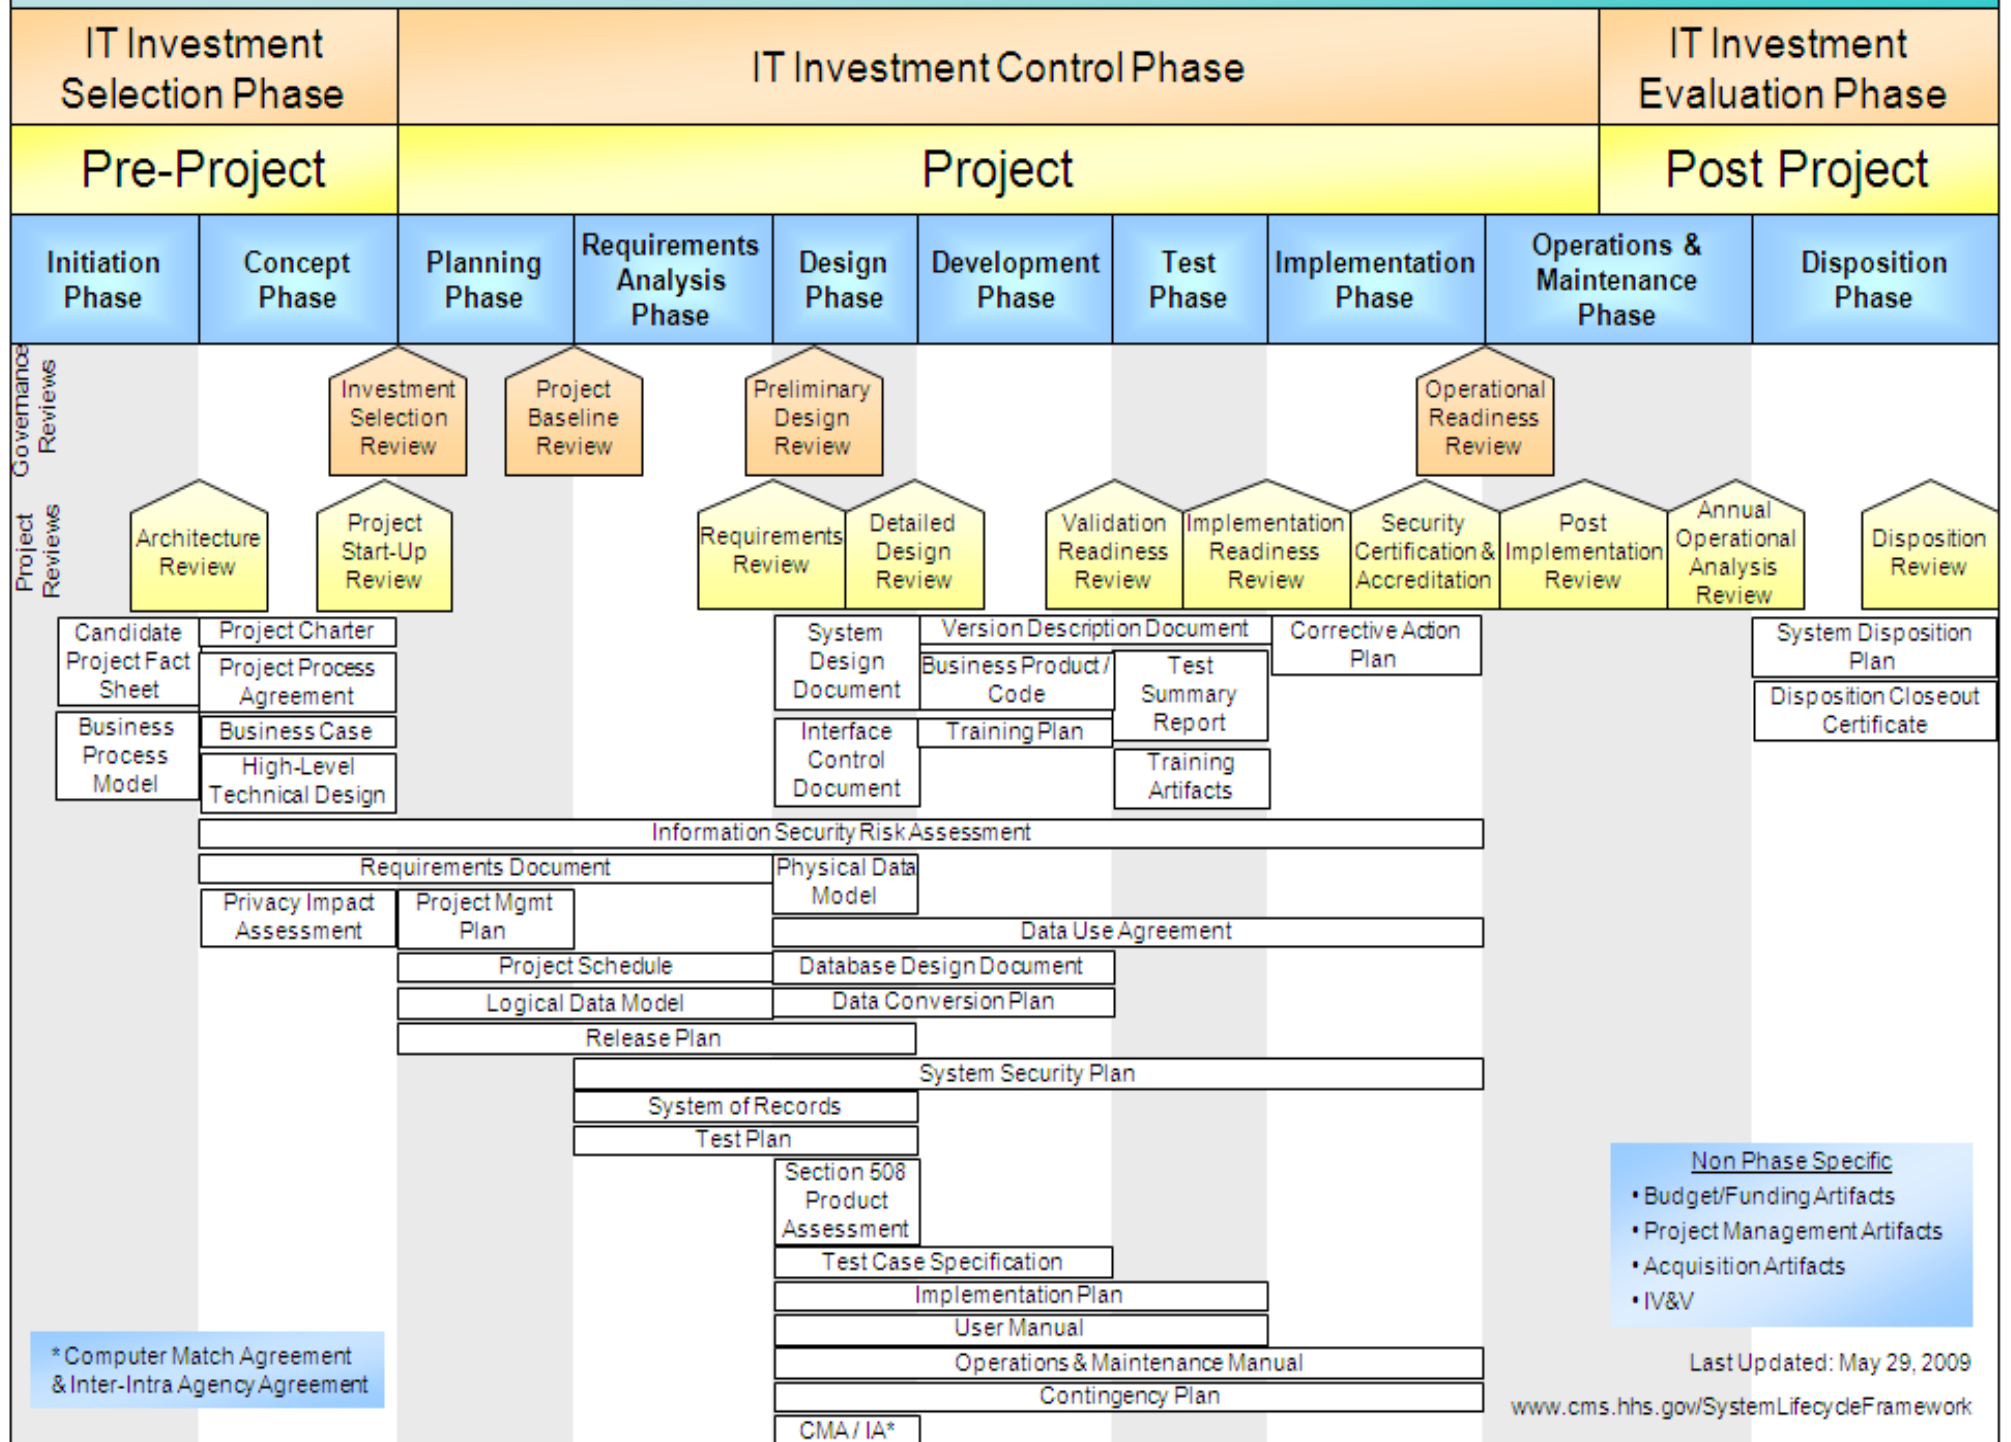 IT Investment
Selection Phase
IT Investment Control Phase
IT Investment
Evaluation Phase
Pre-Project
Project
Post Project
Initiation
Phase
Concept
Phase
Planning
Phase
Requirements
Analysis
Phase
Design
Phase
Development
Phase
Test
Phase
Implementation
Phase
Operations &
Maintenance
Phase
Disposition
Phase
Governance
Reviews
Investment
Selection
Review
Project
Baseline
Review
Preliminary
Design
Review
Operational
Readiness
Review
Project
Reviews
Architecture
Review
Project
Start-Up
Review
Requirements
Review
Detailed
Design
Review
Validation
Readiness
Review
Implementation
Readiness
Review
Security
Certification &
Accreditation
Post
Implementation
Review
Annual
Operational
Analysis
Review
Disposition
Review
Candidate
Project Fact
Sheet
Business
Process
Model
Project Charter
Project Process
Agreement
Business Case
High-Level
Technical Design
System
Design
Document
Interface
Control
Document
Version Description Document
Business Product /
Code
Training Plan
Test
Summary
Report
Training
Artifacts
Corrective Action
Plan
System Disposition
Plan
Disposition Closeout
Certificate
Information Security Risk Assessment
Requirements Document
Physical Data
Model
Privacy Impact
Assessment
Project Mgmt
Plan
Data Use Agreement
Project Schedule
Database Design Document
Logical Data Model
Data Conversion Plan
Release Plan
System Security Plan
System of Records
Test Plan
Section 508
Product
Assessment
Test Case Specification
Implementation Plan
User Manual
Operations & Maintenance Manual
Contingency Plan
CMA / IA*
Non Phase Specific
• Budget/Funding Artifacts
• Project Management Artifacts
• Acquisition Artifacts
• IV&V
* Computer Match Agreement
& Inter-Intra Agency Agreement
Last Updated: May 29, 2009
www.cms.hhs.gov/SystemLifecycleFramework